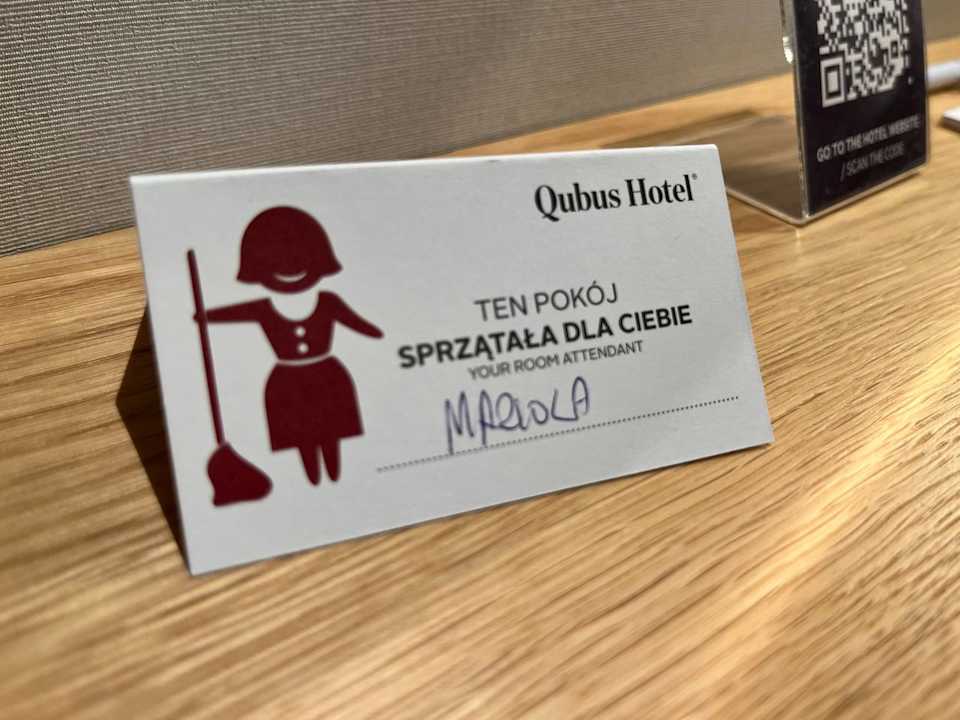 Qubus Hotel®
TEN POKÓJ
SPRZĄTAŁA DLA CIEBIE
YOUR ROOM ATTENDANT
MARIOLA
GO TO THE HOTEL WEBSITE
/ SCAN THE CODE